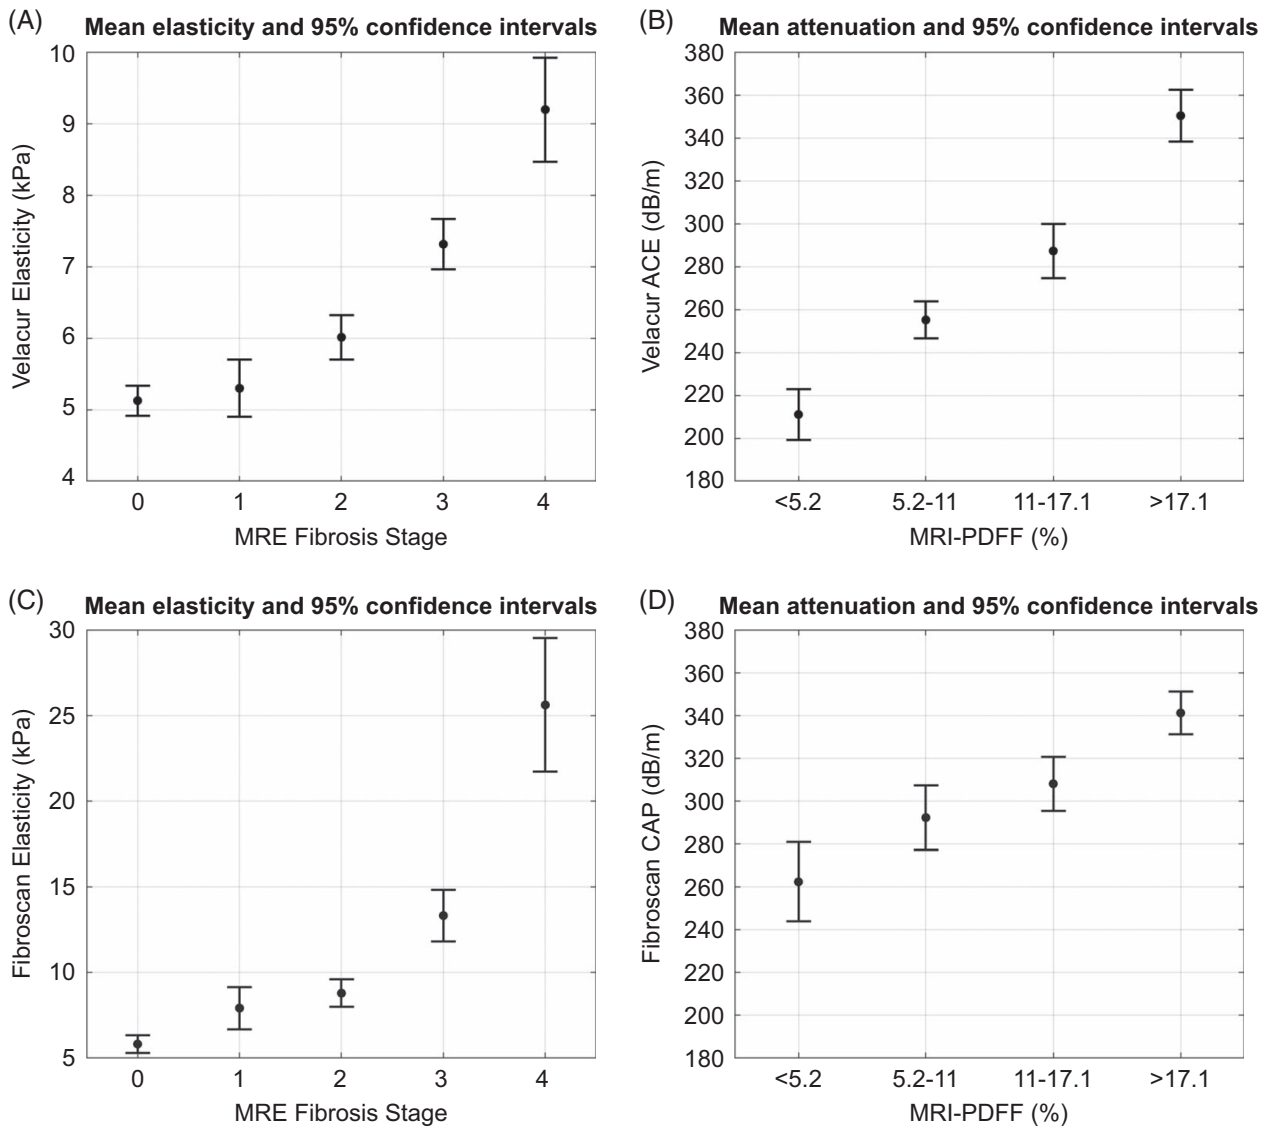 (A) Mean elasticity and 95% confidence intervals
10
9
8
7
6
5
4
Velacur Elasticity (kPa)
0 1 2 3 4
MRE Fibrosis Stage
(B) Mean attenuation and 95% confidence intervals
380
360
340
320
300
280
260
240
220
200
180
Velacur ACE (dB/m)
<5.2 5.2-11 11-17.1 >17.1
MRI-PDFF (%)
(C) Mean elasticity and 95% confidence intervals
30
25
20
15
10
5
Fibroscan Elasticity (kPa)
0 1 2 3 4
MRE Fibrosis Stage
(D) Mean attenuation and 95% confidence intervals
380
360
340
320
300
280
260
240
220
200
180
Fibroscan CAP (dB/m)
<5.2 5.2-11 11-17.1 >17.1
MRI-PDFF (%)